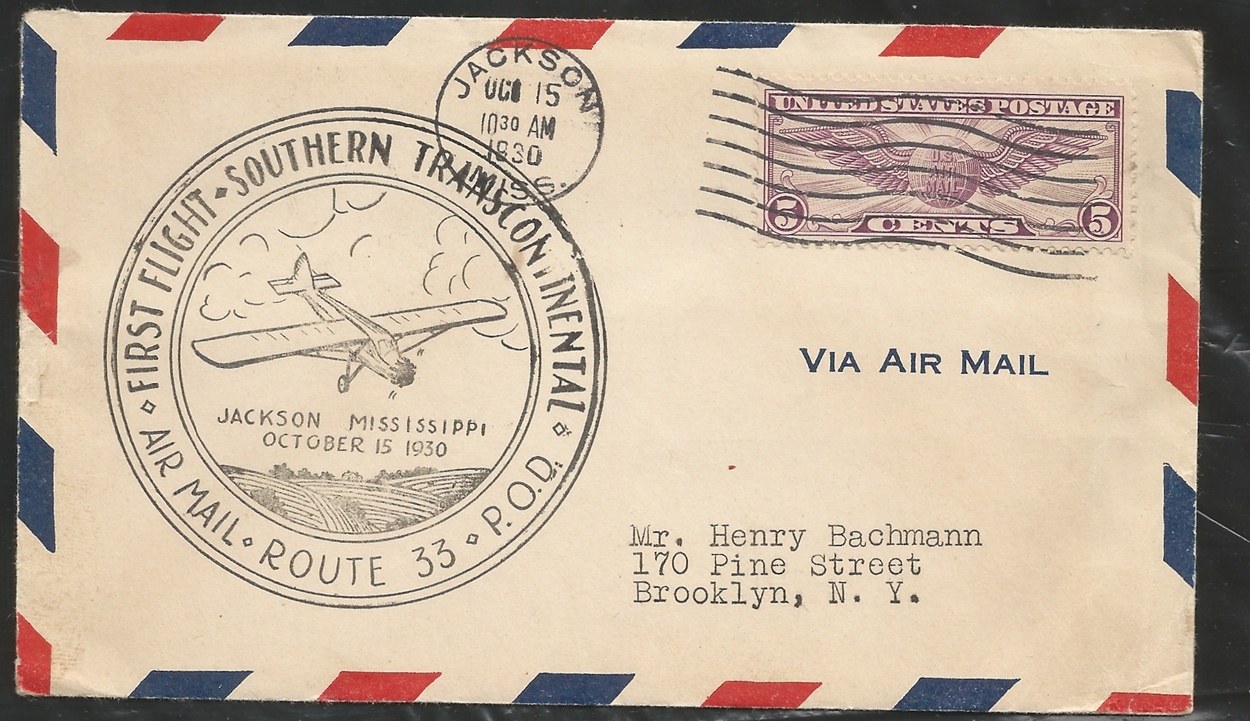 JACKSON
OCT 15
10 30 AM
1930
MISS.
UNITED STATES POSTAGE
U.S.
AIR
MAIL
5 CENTS 5
FIRST FLIGHT · SOUTHERN TRANSCONTINENTAL
AIR MAIL · ROUTE 33 · P.O.D.
JACKSON MISSISSIPPI
OCTOBER 15 1930
VIA AIR MAIL
Mr. Henry Bachmann
170 Pine Street
Brooklyn, N. Y.